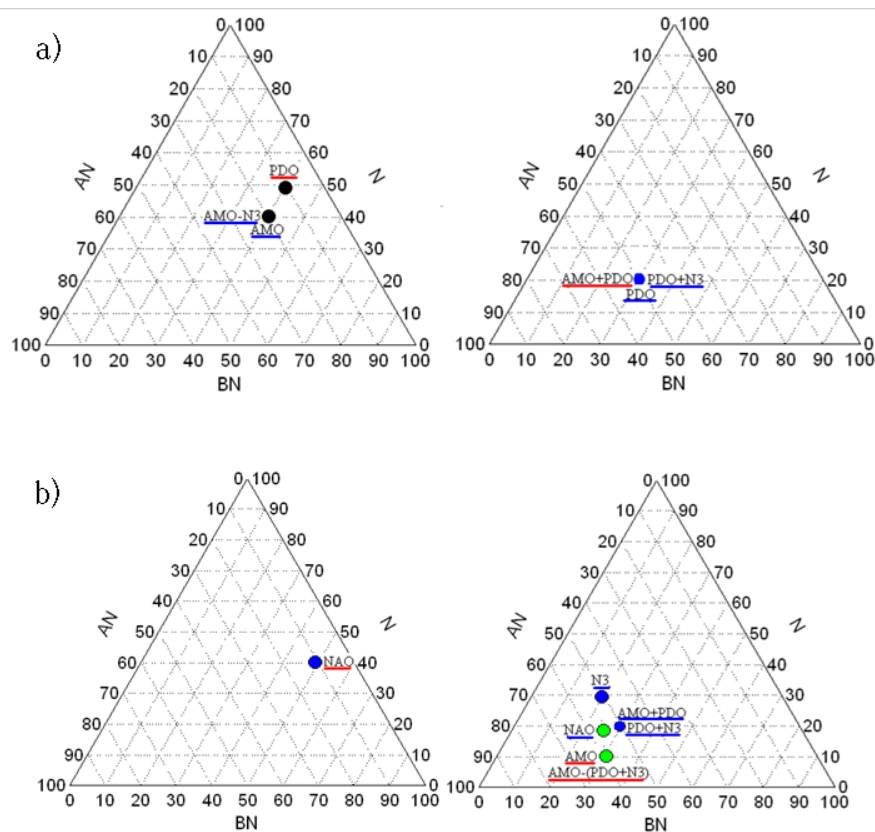 a)
0 100
10 90
20 80
30 70
40 60
AN N
PDO
50 50
AMO-N3
60 40
AMO
70 30
80 20
90 10
100 0
0 10 20 30 40 50 60 70 80 90 100
BN
0 100
10 90
20 80
30 70
40 60
AN N
50 50
60 40
70 30
80 AMO+PDO PDO+N3 20
PDO
90 10
100 0
0 10 20 30 40 50 60 70 80 90 100
BN
b)
0 100
10 90
20 80
30 70
40 60
AN N
50 50
60 NAO 40
70 30
80 20
90 10
100 0
0 10 20 30 40 50 60 70 80 90 100
BN
0 100
10 90
20 80
30 70
40 60
AN N
50 50
60 40
N3
70 30
AMO+PDO
80 NAO PDO+N3 20
90 AMO 10
AMO-(PDO+N3)
100 0
0 10 20 30 40 50 60 70 80 90 100
BN